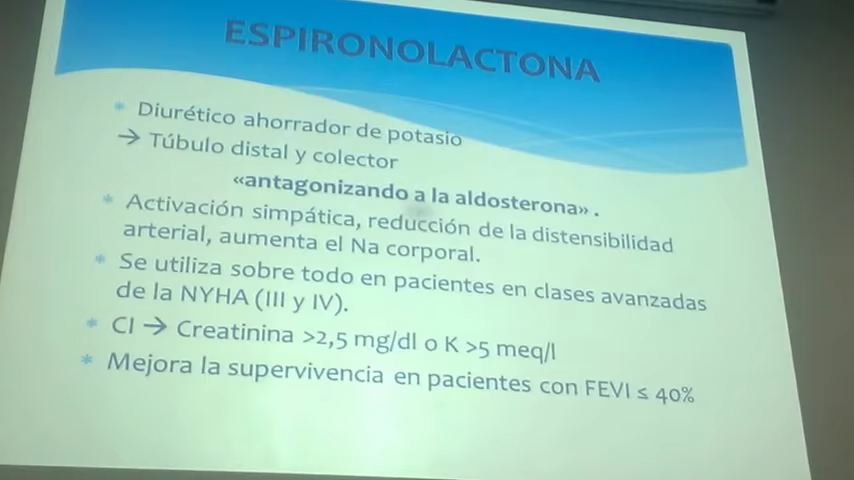 ESPIRONOLACTONA
* Diurético ahorrador de potasio
→ Túbulo distal y colector
«antagonizando a la aldosterona» .
* Activación simpática, reducción de la distensibilidad
arterial, aumenta el Na corporal.
* Se utiliza sobre todo en pacientes en clases avanzadas
de la NYHA (III y IV).
* CI → Creatinina >2,5 mg/dl o K >5 meq/l
* Mejora la supervivencia en pacientes con FEVI ≤ 40%